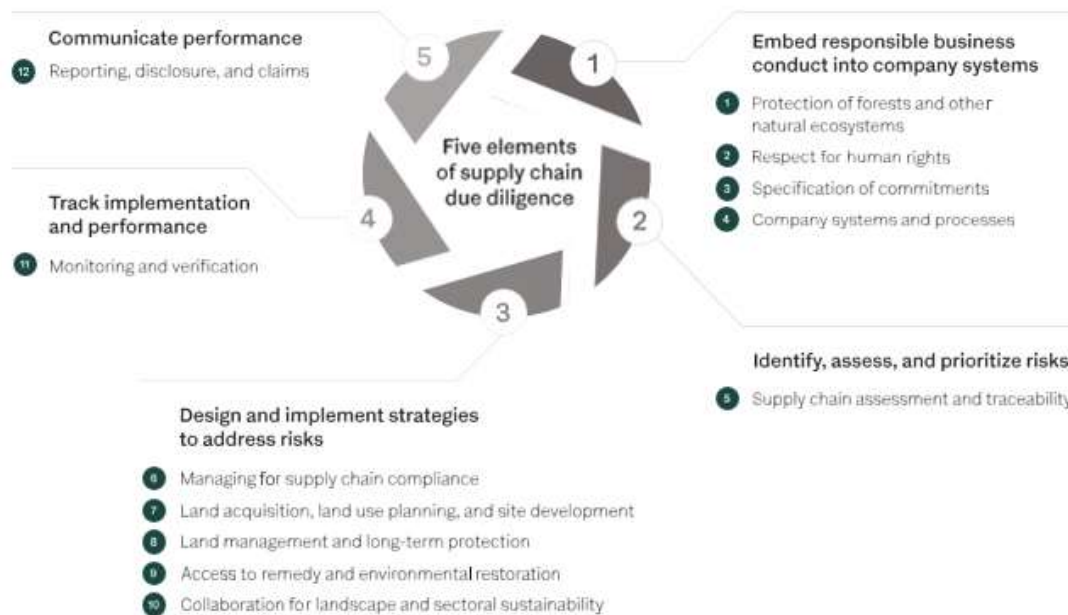 Five elements
of supply chain
due diligence
1
Embed responsible business
conduct into company systems
1 Protection of forests and other
natural ecosystems
2 Respect for human rights
3 Specification of commitments
4 Company systems and processes
2
Identify, assess, and prioritize risks
5 Supply chain assessment and traceability
3
Design and implement strategies
to address risks
6 Managing for supply chain compliance
7 Land acquisition, land use planning, and site development
8 Land management and long-term protection
9 Access to remedy and environmental restoration
10 Collaboration for landscape and sectoral sustainability
4
Track implementation
and performance
11 Monitoring and verification
5
Communicate performance
12 Reporting, disclosure, and claims